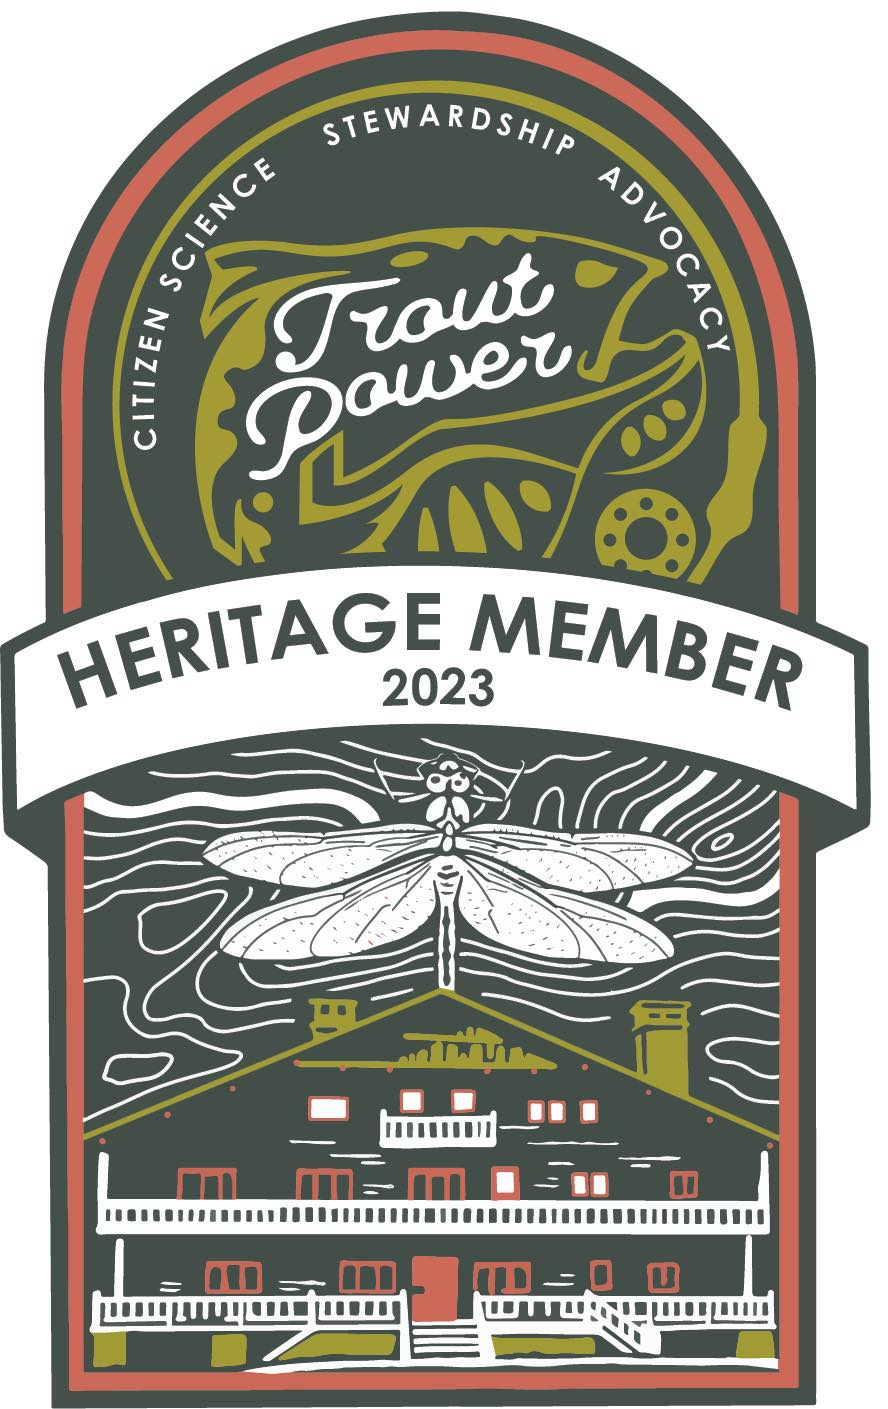 CITIZEN SCIENCE STEWARDSHIP ADVOCACY
Trout
Power
HERITAGE MEMBER
2023